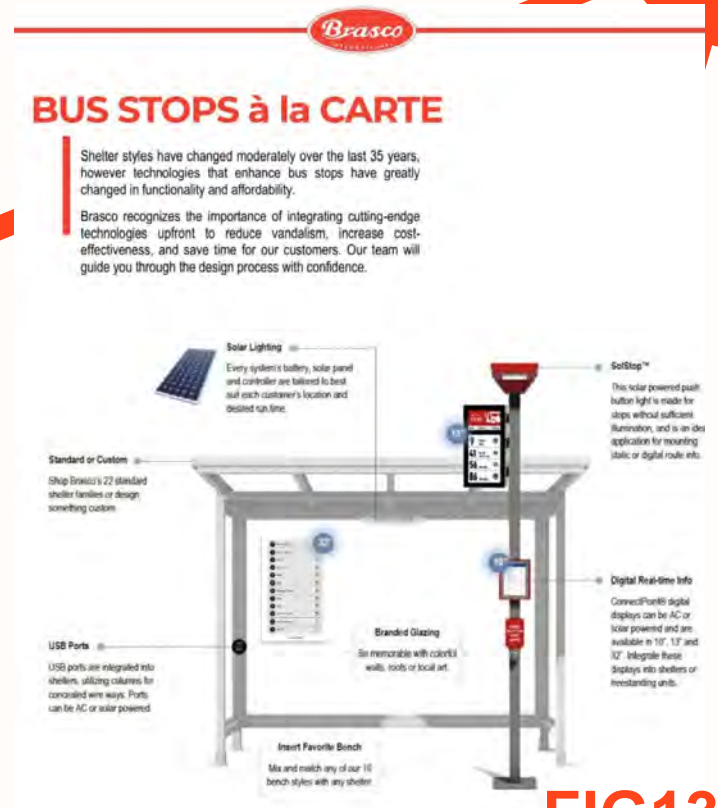 Brasco
INTERNATIONAL
BUS STOPS à la CARTE
Shelter styles have changed moderately over the last 35 years,
however technologies that enhance bus stops have greatly
changed in functionality and affordability.
Brasco recognizes the importance of integrating cutting-endge
technologies upfront to reduce vandalism, increase cost-
effectiveness, and save time for our customers. Our team will
guide you through the design process with confidence.
Solar Lighting
Every system's battery, solar panel
and controller are tailored to best
suit each customer's location and
desired run time.
SolStop™
This solar powered push
button light is made for
stops without sufficient
illumination, and is an idea
application for mounting
static or digital route info.
13"
Standard or Custom
Shop Brasco's 22 standard
shelter families or design
something custom
32"
10"
Digital Real-time Info
ConnectPoint® digital
displays can be AC or
solar powered and are
available in 10", 13" and
32". Integrate these
displays into shelters or
freestanding units.
Branded Glazing
Be memorable with colorful
walls, roofs or local art.
USB Ports
USB ports are integrated into
shelters, utilizing columns for
concealed wire ways. Ports
can be AC or solar powered
Insert Favorite Bench
Mix and match any of our 10
bench styles with any shelter
FIG13